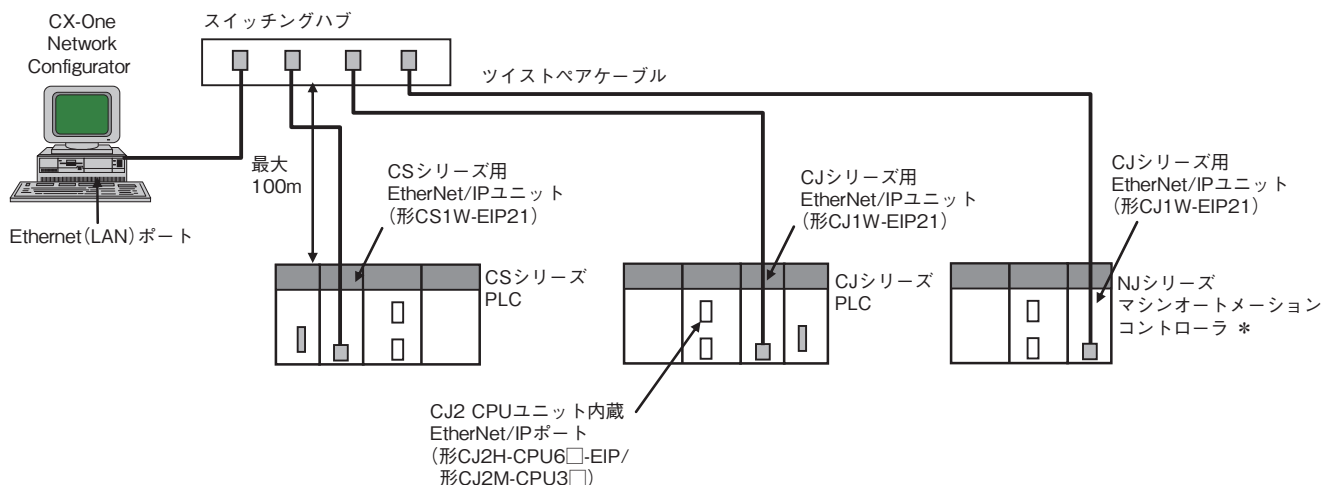 CX-One
Network
Configurator
スイッチングハブ
ツイストペアケーブル
最大
100m
Ethernet(LAN)ポート
CSシリーズ用
EtherNet/IPユニット
(形CS1W-EIP21)
CJシリーズ用
EtherNet/IPユニット
(形CJ1W-EIP21)
CJシリーズ用
EtherNet/IPユニット
(形CJ1W-EIP21)
CSシリーズ
PLC
CJシリーズ
PLC
NJシリーズ
マシンオートメーション
コントローラ *
CJ2 CPUユニット内蔵
EtherNet/IPポート
(形CJ2H-CPU6□-EIP/
形CJ2M-CPU3□)